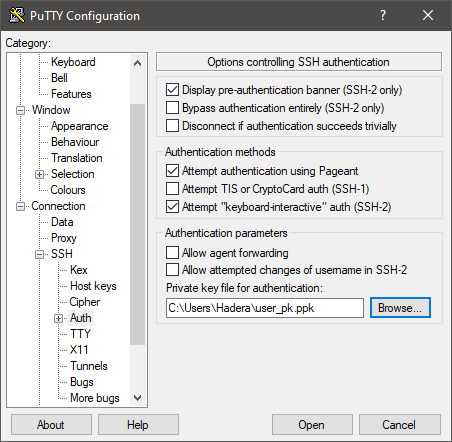 PuTTY Configuration
?
Category:
Keyboard
Bell
Features
Window
Appearance
Behaviour
Translation
Selection
Colours
Connection
Data
Proxy
SSH
Kex
Host keys
Cipher
Auth
TTY
X11
Tunnels
Bugs
More bugs
Options controlling SSH authentication
Display pre-authentication banner (SSH-2 only)
Bypass authentication entirely (SSH-2 only)
Disconnect if authentication succeeds trivially
Authentication methods
Attempt authentication using Pageant
Attempt TIS or CryptoCard auth (SSH-1)
Attempt "keyboard-interactive" auth (SSH-2)
Authentication parameters
Allow agent forwarding
Allow attempted changes of username in SSH-2
Private key file for authentication:
C:\Users\Hadera\user_pk.ppk
Browse...
About
Help
Open
Cancel